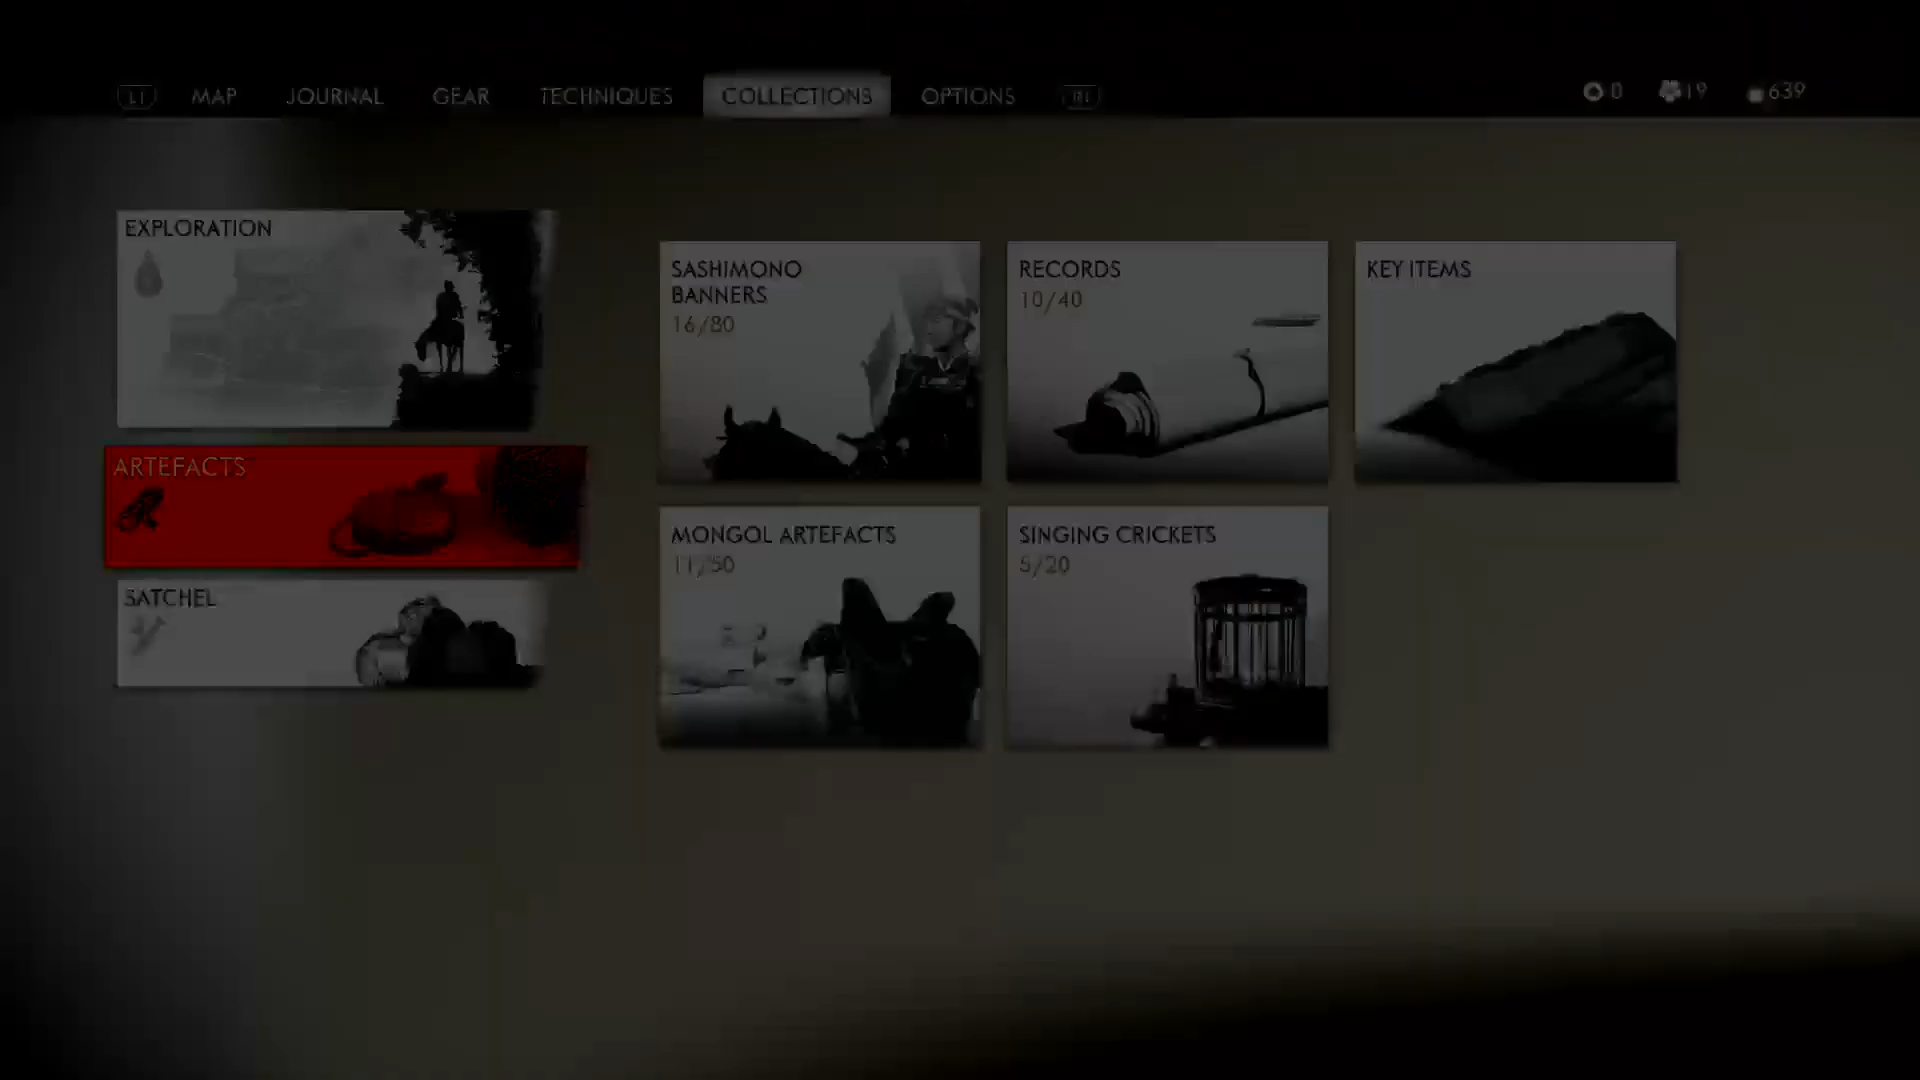 L1 MAP JOURNAL GEAR TECHNIQUES COLLECTIONS OPTIONS R1 0 19 639
EXPLORATION
ARTEFACTS
SATCHEL
SASHIMONO
BANNERS
16/80
RECORDS
10/40
KEY ITEMS
MONGOL ARTEFACTS
11/50
SINGING CRICKETS
5/20